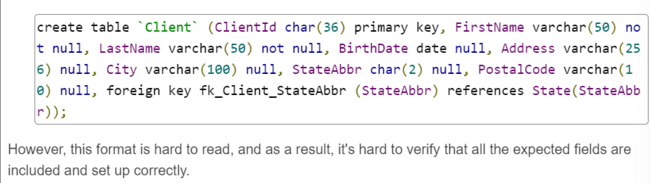 create table `Client` (ClientId char(36) primary key, FirstName varchar(50) no
t null, LastName varchar(50) not null, BirthDate date null, Address varchar(25
6) null, City varchar(100) null, StateAbbr char(2) null, PostalCode varchar(1
0) null, foreign key fk_Client_StateAbbr (StateAbbr) references State(StateAbb
r));
However, this format is hard to read, and as a result, it's hard to verify that all the expected fields are
included and set up correctly.